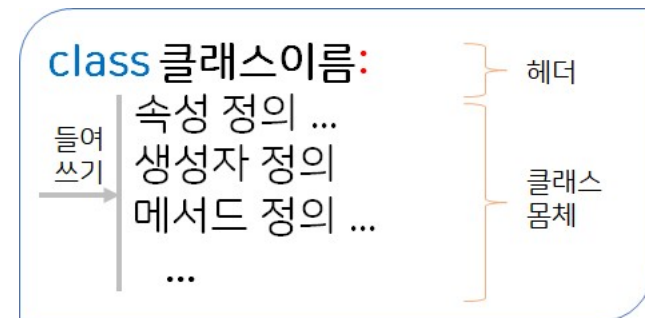 class 클래스이름:
헤더
속성 정의 ...
들여
쓰기
생성자 정의
메서드 정의 ...
...
클래스
몸체